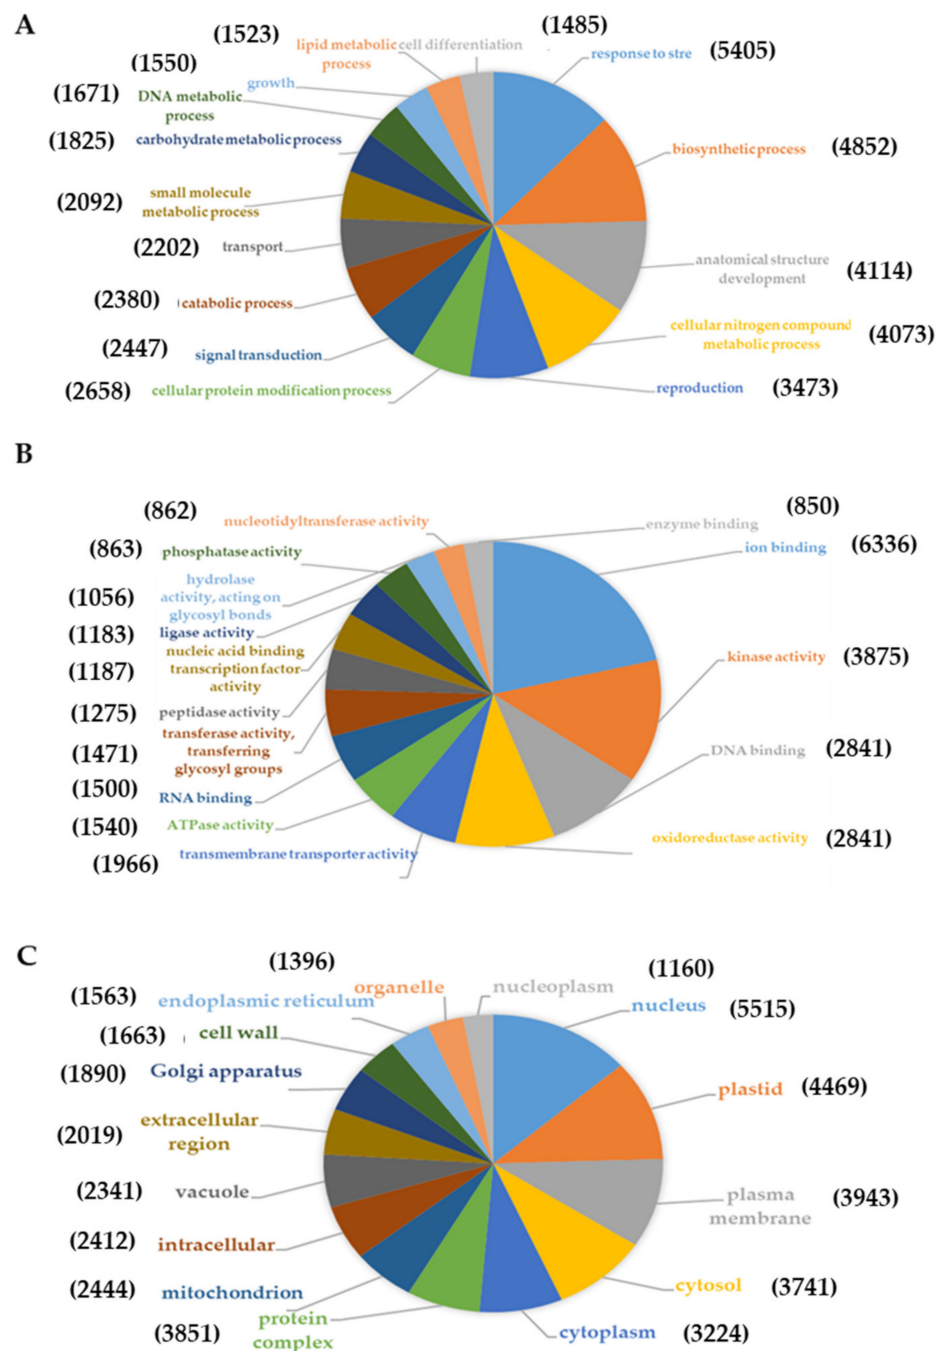 A
(1485)
(1523)
lipid metabolic
process
cell differentiation
response to stre
(5405)
(1550)
growth
(1671)
DNA metabolic
process
(1825)
carbohydrate metabolic process
biosynthetic process
(4852)
(2092)
small molecule
metabolic process
(2202)
transport
anatomical structure
development
(4114)
(2380)
catabolic process
cellular nitrogen compound
metabolic process
(4073)
(2447)
signal transduction
(2658)
cellular protein modification process
reproduction
(3473)
B
(862)
nucleotidyltransferase activity
enzyme binding
(850)
ion binding
(6336)
(863)
phosphatase activity
hydrolase
activity, acting on
glycosyl bonds
(1056)
(1183)
ligase activity
nucleic acid binding
transcription factor
activity
(1187)
kinase activity
(3875)
(1275)
peptidase activity
transferase activity,
transferring
glycosyl groups
(1471)
DNA binding
(2841)
(1500)
RNA binding
(1540)
ATPase activity
oxidoreductase activity
(2841)
(1966)
transmembrane transporter activity
C
(1396)
organelle
nucleoplasm
(1160)
(1563)
endoplasmic reticulum
nucleus
(5515)
(1663)
cell wall
(1890)
Golgi apparatus
plastid
(4469)
(2019)
extracellular
region
(2341)
vacuole
plasma
membrane
(3943)
(2412)
intracellular
(2444)
mitochondrion
cytosol
(3741)
(3851)
protein
complex
cytoplasm
(3224)